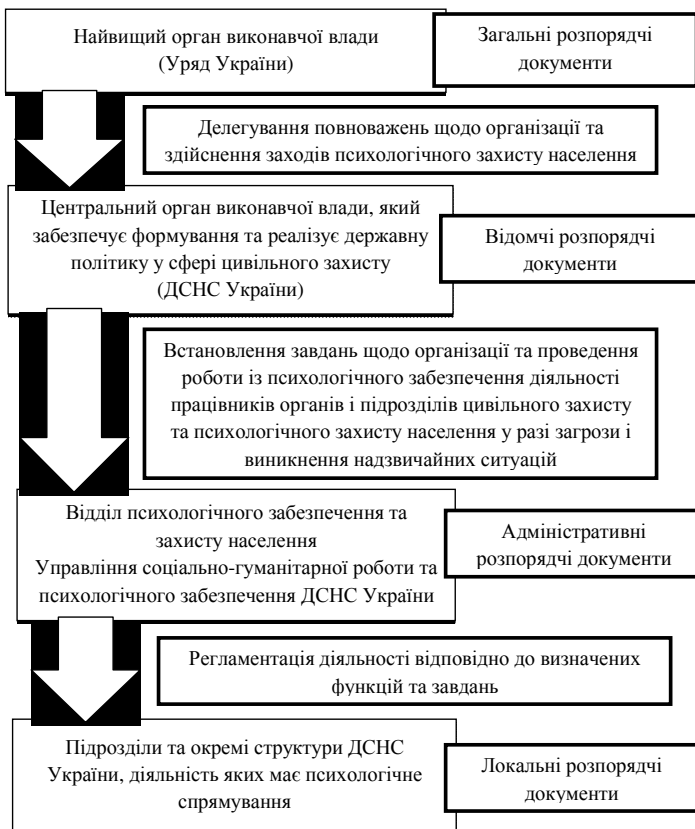 Найвищий орган виконавчої влади
(Уряд України)
Загальні розпорядчі
документи
Делегування повноважень щодо організації та
здійснення заходів психологічного захисту населення
Центральний орган виконавчої влади, який
забезпечує формування та реалізує державну
політику у сфері цивільного захисту
(ДСНС України)
Відомчі розпорядчі
документи
Встановлення завдань щодо організації та проведення
роботи із психологічного забезпечення діяльності
працівників органів і підрозділів цивільного захисту
та психологічного захисту населення у разі загрози і
виникнення надзвичайних ситуацій
Відділ психологічного забезпечення та
захисту населення
Управління соціально-гуманітарної роботи та
психологічного забезпечення ДСНС України
Адміністративні
розпорядчі документи
Регламентація діяльності відповідно до визначених
функцій та завдань
Підрозділи та окремі структури ДСНС
України, діяльність яких має психологічне
спрямування
Локальні розпорядчі
документи